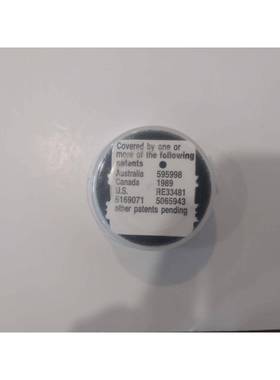 Covered by one or
more of the following
patents
Australia 595998
Canada 1989
U.S. RE33481
5169071 5065943
other patents pending